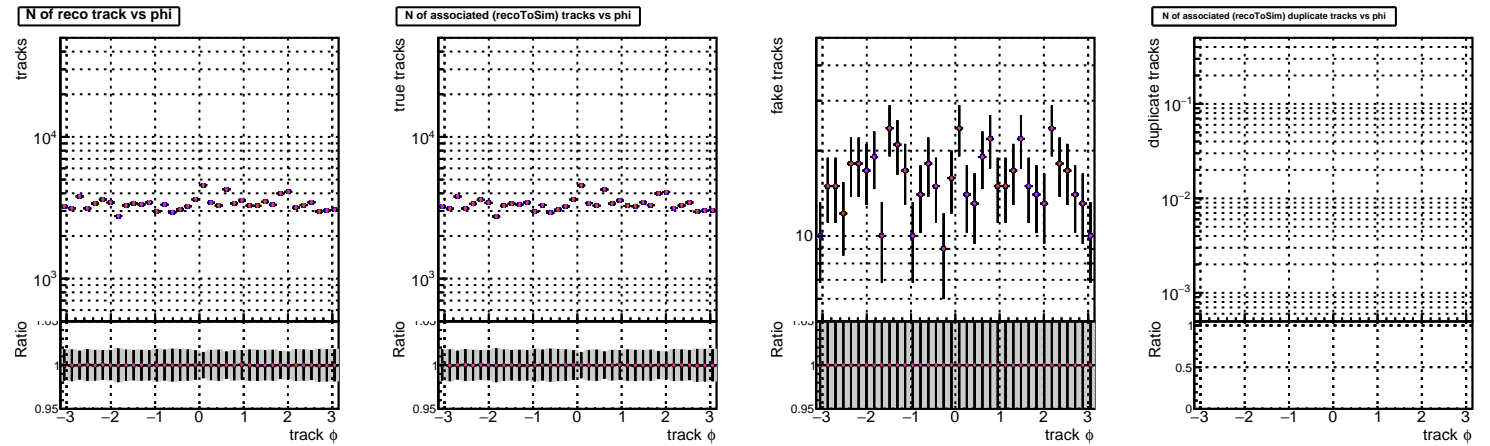 N of reco track vs phi
tracks
10⁴
10³
Ratio
1
0.95
−3 −2 −1 0 1 2 3
track ϕ
N of associated (recoToSim) tracks vs phi
true tracks
10⁴
10³
Ratio
1
0.95
−3 −2 −1 0 1 2 3
track ϕ
fake tracks
10
Ratio
1
0.95
−3 −2 −1 0 1 2 3
track ϕ
N of associated (recoToSim) duplicate tracks vs phi
duplicate tracks
10⁻¹
10⁻²
10⁻³
Ratio
1
0.5
0
−3 −2 −1 0 1 2 3
track ϕ